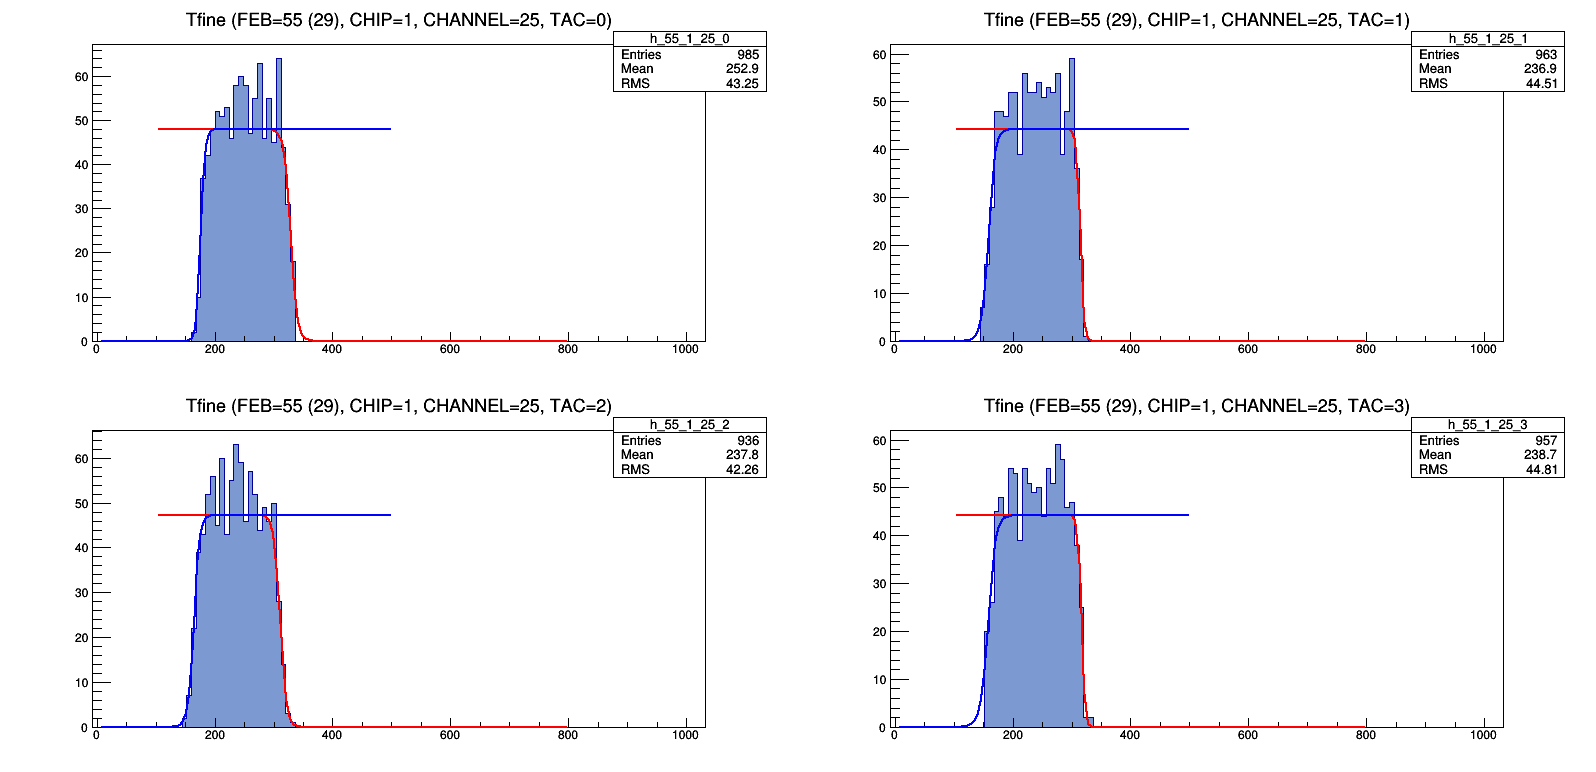 Tfine (FEB=55 (29), CHIP=1, CHANNEL=25, TAC=0)
h_55_1_25_0
Entries 985
Mean 252.9
RMS 43.25
60
50
40
30
20
10
0
0 200 400 600 800 1000
Tfine (FEB=55 (29), CHIP=1, CHANNEL=25, TAC=1)
h_55_1_25_1
Entries 963
Mean 236.9
RMS 44.51
60
50
40
30
20
10
0
0 200 400 600 800 1000
Tfine (FEB=55 (29), CHIP=1, CHANNEL=25, TAC=2)
h_55_1_25_2
Entries 936
Mean 237.8
RMS 42.26
60
50
40
30
20
10
0
0 200 400 600 800 1000
Tfine (FEB=55 (29), CHIP=1, CHANNEL=25, TAC=3)
h_55_1_25_3
Entries 957
Mean 238.7
RMS 44.81
60
50
40
30
20
10
0
0 200 400 600 800 1000